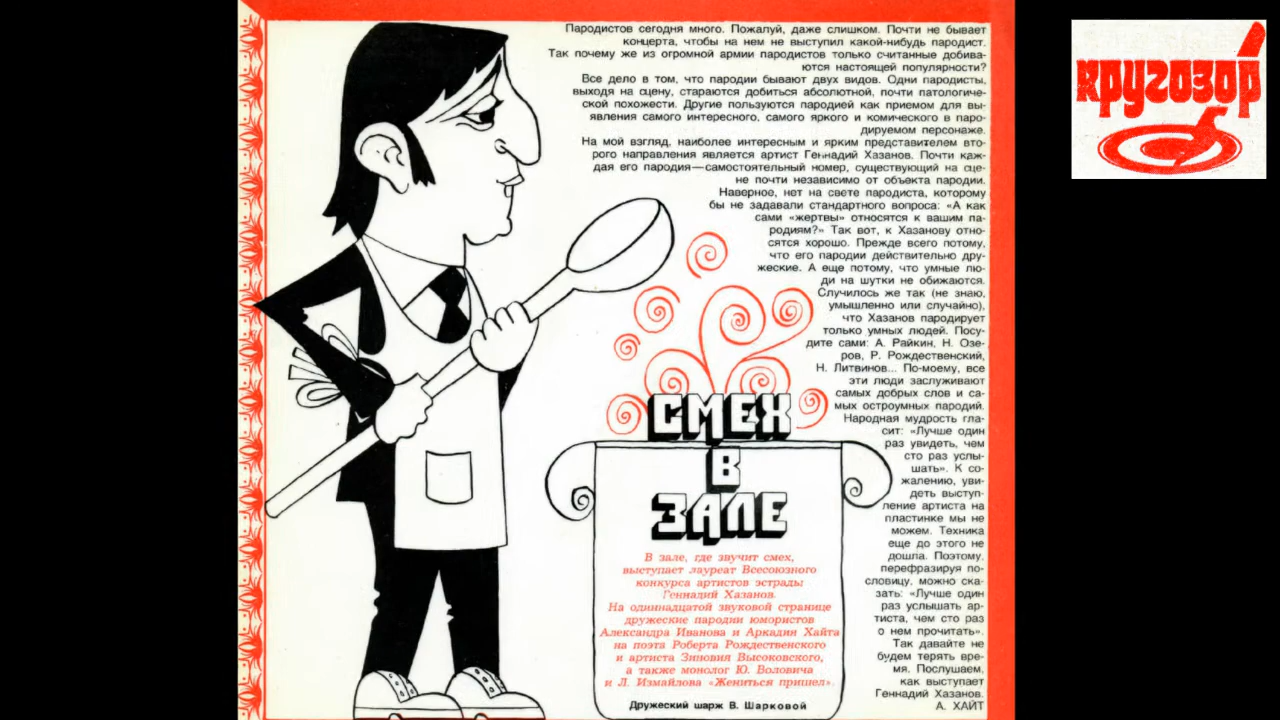 Пародистов сегодня много. Пожалуй, даже слишком. Почти не бывает
концерта, чтобы на нем не выступил какой-нибудь пародист.
Так почему же из огромной армии пародистов только считанные добива-
ются настоящей популярности?
Все дело в том, что пародии бывают двух видов. Одни пародисты,
выходя на сцену, стараются добиться абсолютной, почти патологиче-
ской похожести. Другие пользуются пародией как приемом для вы-
явления самого интересного, самого яркого и комического в паро-
дируемом персонаже.
На мой взгляд, наиболее интересным и ярким представителем вто-
рого направления является артист Геннадий Хазанов. Почти каж-
дая его пародия—самостоятельный номер, существующий на сце-
не почти независимо от объекта пародии.
Наверное, нет на свете пародиста, которому
бы не задавали стандартного вопроса: «А как
сами «жертвы» относятся к вашим па-
родиям?» Так вот, к Хазанову отно-
сятся хорошо. Прежде всего потому,
что его пародии действительно дру-
жеские. А еще потому, что умные лю-
ди на шутки не обижаются.
Случилось же так (не знаю,
умышленно или случайно),
что Хазанов пародирует
только умных людей. Посу-
дите сами: А. Райкин, Н. Озе-
ров, Р. Рождественский,
Н. Литвинов... По-моему, все
эти люди заслуживают
самых добрых слов и са-
мых остроумных пародий.
Народная мудрость гла-
сит: «Лучше один
раз увидеть, чем
сто раз услы-
шать». К со-
жалению, уви-
деть выступ-
ление артиста на
пластинке мы не
можем. Техника
еще до этого не
дошла. Поэтому,
перефразируя по-
словицу, можно ска-
зать: «Лучше один
раз услышать ар-
тиста, чем сто раз
о нем прочитать».
Так давайте не
будем терять вре-
мя. Послушаем,
как выступает
Геннадий Хазанов.
А. ХАЙТ
СМЕХ
В
ЗАЛЕ
В зале, где звучит смех,
выступает лауреат Всесоюзного
конкурса артистов эстрады
Геннадий Хазанов.
На одиннадцатой звуковой странице
дружеские пародии юмористов
Александра Иванова и Аркадия Хайта
на поэта Роберта Рождественского
и артиста Зиновия Высоковского,
а также монолог Ю. Воловича
и Л. Измайлова «Жениться пришел».
Дружеский шарж В. Шарковой
кругозор